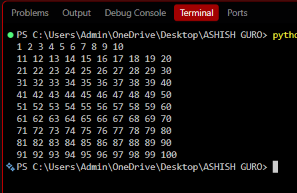 Problems Output Debug Console Terminal Ports
PS C:\Users\Admin\OneDrive\Desktop\ASHISH GURO> pytho
1 2 3 4 5 6 7 8 9 10
11 12 13 14 15 16 17 18 19 20
21 22 23 24 25 26 27 28 29 30
31 32 33 34 35 36 37 38 39 40
41 42 43 44 45 46 47 48 49 50
51 52 53 54 55 56 57 58 59 60
61 62 63 64 65 66 67 68 69 70
71 72 73 74 75 76 77 78 79 80
81 82 83 84 85 86 87 88 89 90
91 92 93 94 95 96 97 98 99 100
PS C:\Users\Admin\OneDrive\Desktop\ASHISH GURO>